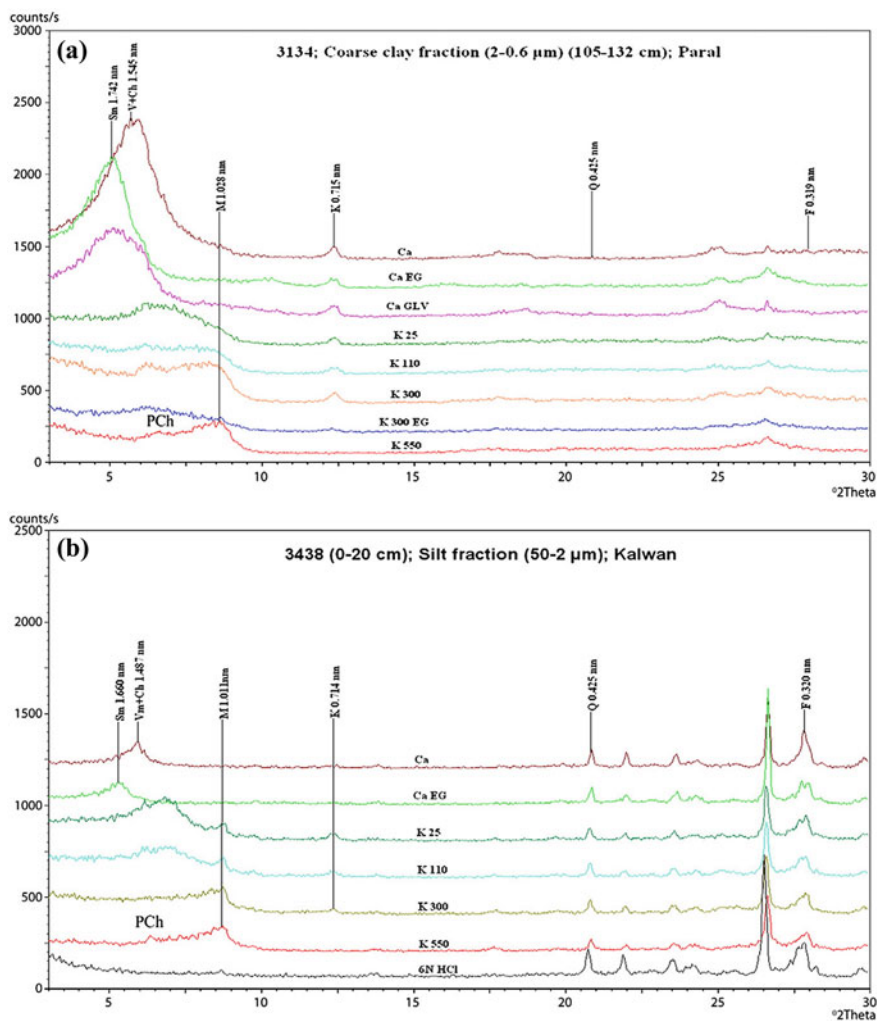 counts/s
3000
(a)
3134; Coarse clay fraction (2-0.6 µm) (105-132 cm); Paral
Sm 1.742 nm
V+Ch 1.545 nm
M 1.028 nm
K 0.715 nm
Q 0.425 nm
F 0.319 nm
2500
2000
1500
1000
500
0
Ca
Ca EG
Ca GLV
K 25
K 110
K 300
K 300 EG
PCh
K 550
5
10
15
20
25
30
°2Theta
counts/s
2500
(b)
3438 (0-20 cm); Silt fraction (50-2 µm); Kalwan
2000
1500
1000
500
0
Sm 1.660 nm
Vm+Ch 1.487 nm
M 1.011nm
K 0.714 nm
Q 0.425 nm
F 0.320 nm
Ca
Ca EG
K 25
K 110
K 300
PCh
K 550
6N HCl
5
10
15
20
25
30
°2Theta